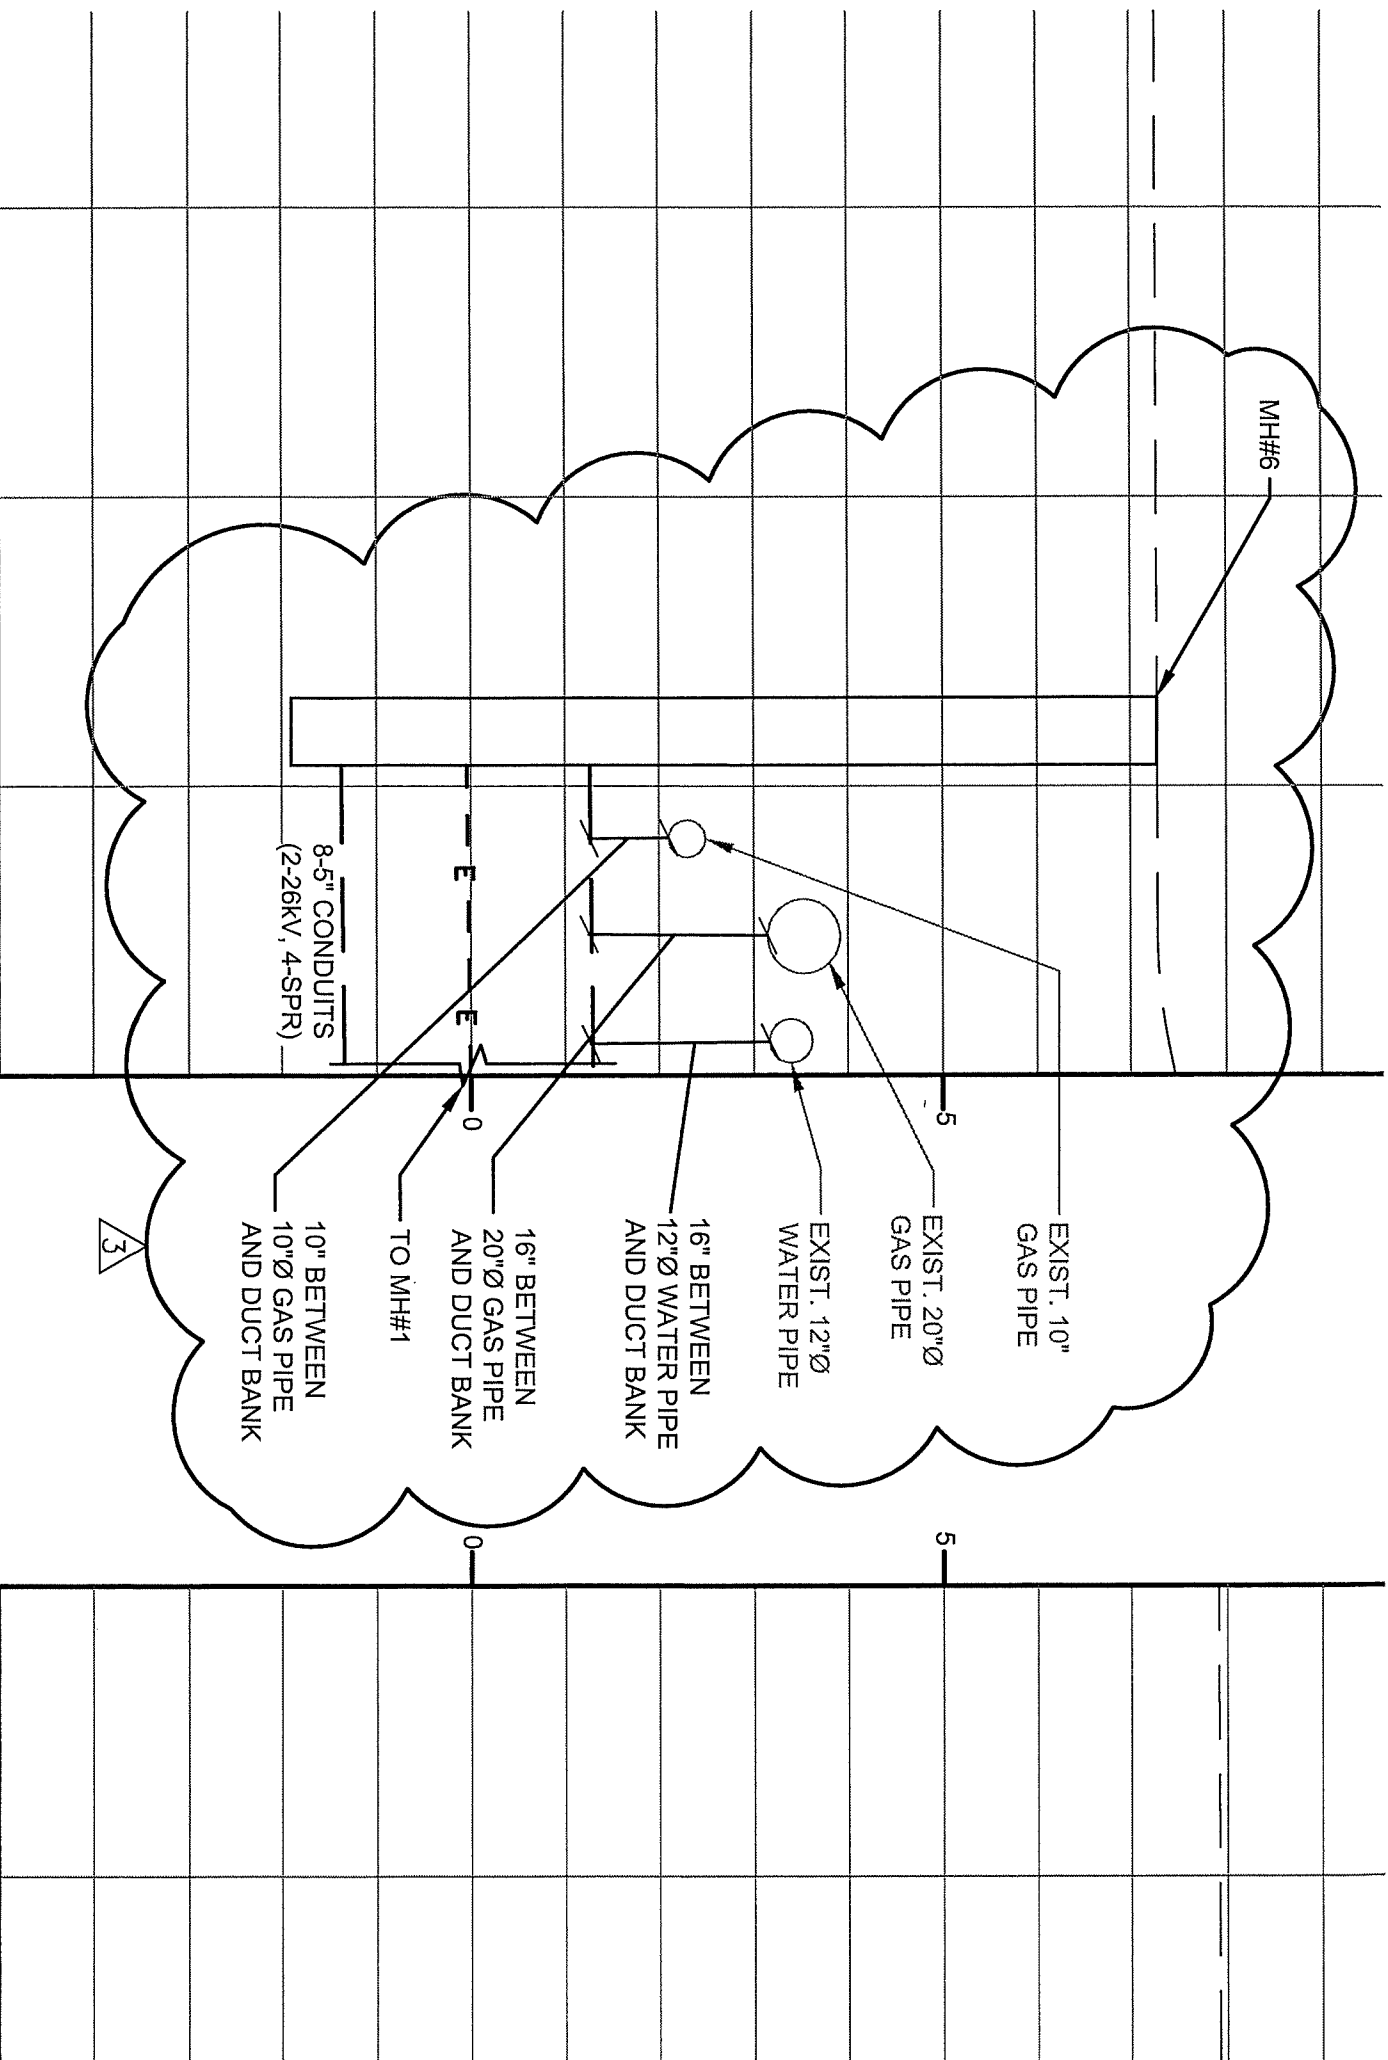 MH#6
EXIST. 10"
GAS PIPE
5
EXIST. 20"Ø
GAS PIPE
5
EXIST. 12"Ø
WATER PIPE
16" BETWEEN
12"Ø WATER PIPE
AND DUCT BANK
16" BETWEEN
20"Ø GAS PIPE
AND DUCT BANK
E
E
0
0
TO MH#1
8-5" CONDUITS
(2-26kV, 4-SPR)
10" BETWEEN
10"Ø GAS PIPE
AND DUCT BANK
3